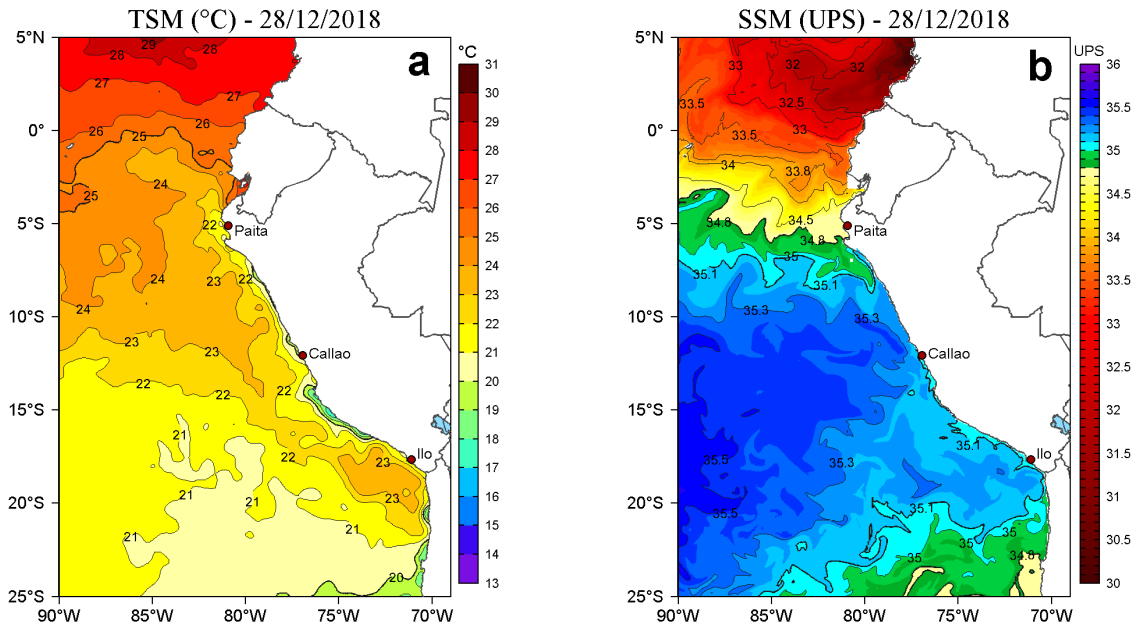 TSM (°C) - 28/12/2018
SSM (UPS) - 28/12/2018
a
b
°C
31
30
29
28
27
26
25
24
23
22
21
20
19
18
17
16
15
14
13
UPS
36
35.5
35
34.5
34
33.5
33
32.5
32
31.5
31
30.5
30
5°N
0°
5°S
10°S
15°S
20°S
25°S
90°W
85°W
80°W
75°W
70°W
29
28
28
27
27
26
25
26
24
25
22
Paita
24
23
22
24
23
23
Callao
22
22
22
21
22
23
Ilo
21
21
23
21
21
20
5°N
0°
5°S
10°S
15°S
20°S
25°S
90°W
85°W
80°W
75°W
70°W
33
32
32
33.5
32.5
33.5
33
34
33.8
34.8
34.5
34.8
Paita
35
35.1
35.1
35.3
35.3
Callao
35.1
35.5
35.3
Ilo
35.5
35.1
35
35
35
34.8